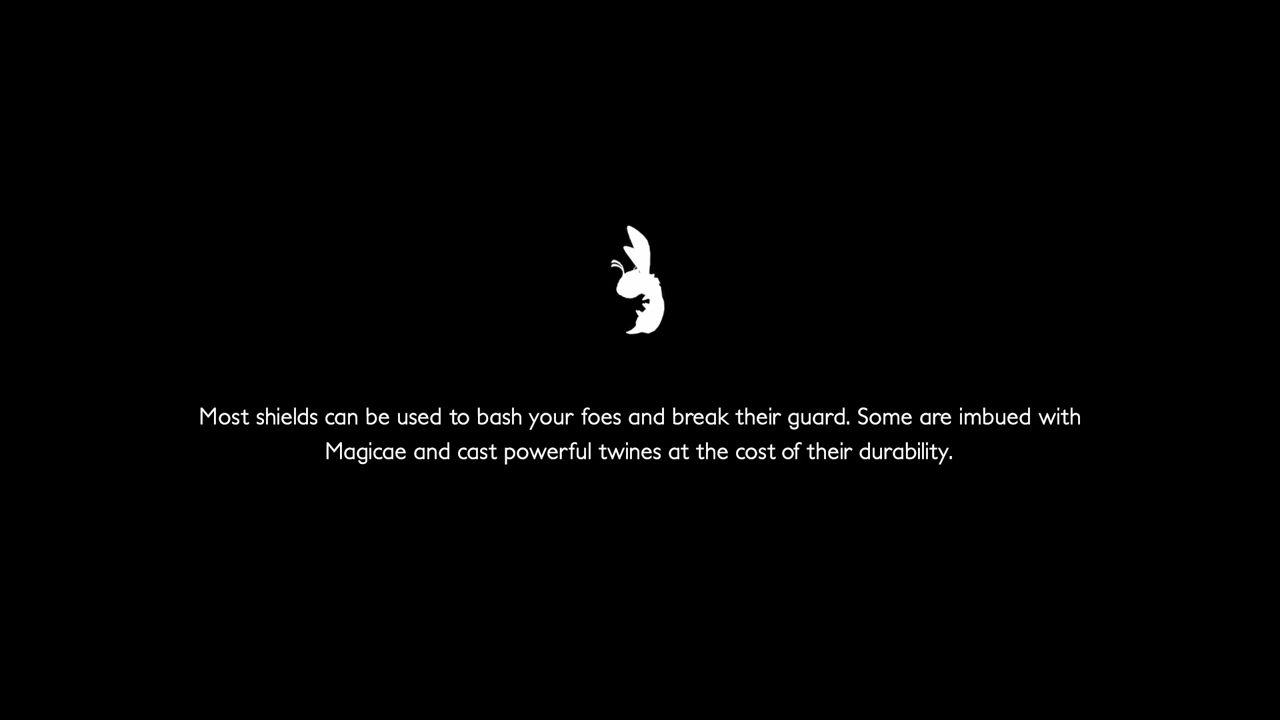 Most shields can be used to bash your foes and break their guard. Some are imbued with
Magicae and cast powerful twines at the cost of their durability.